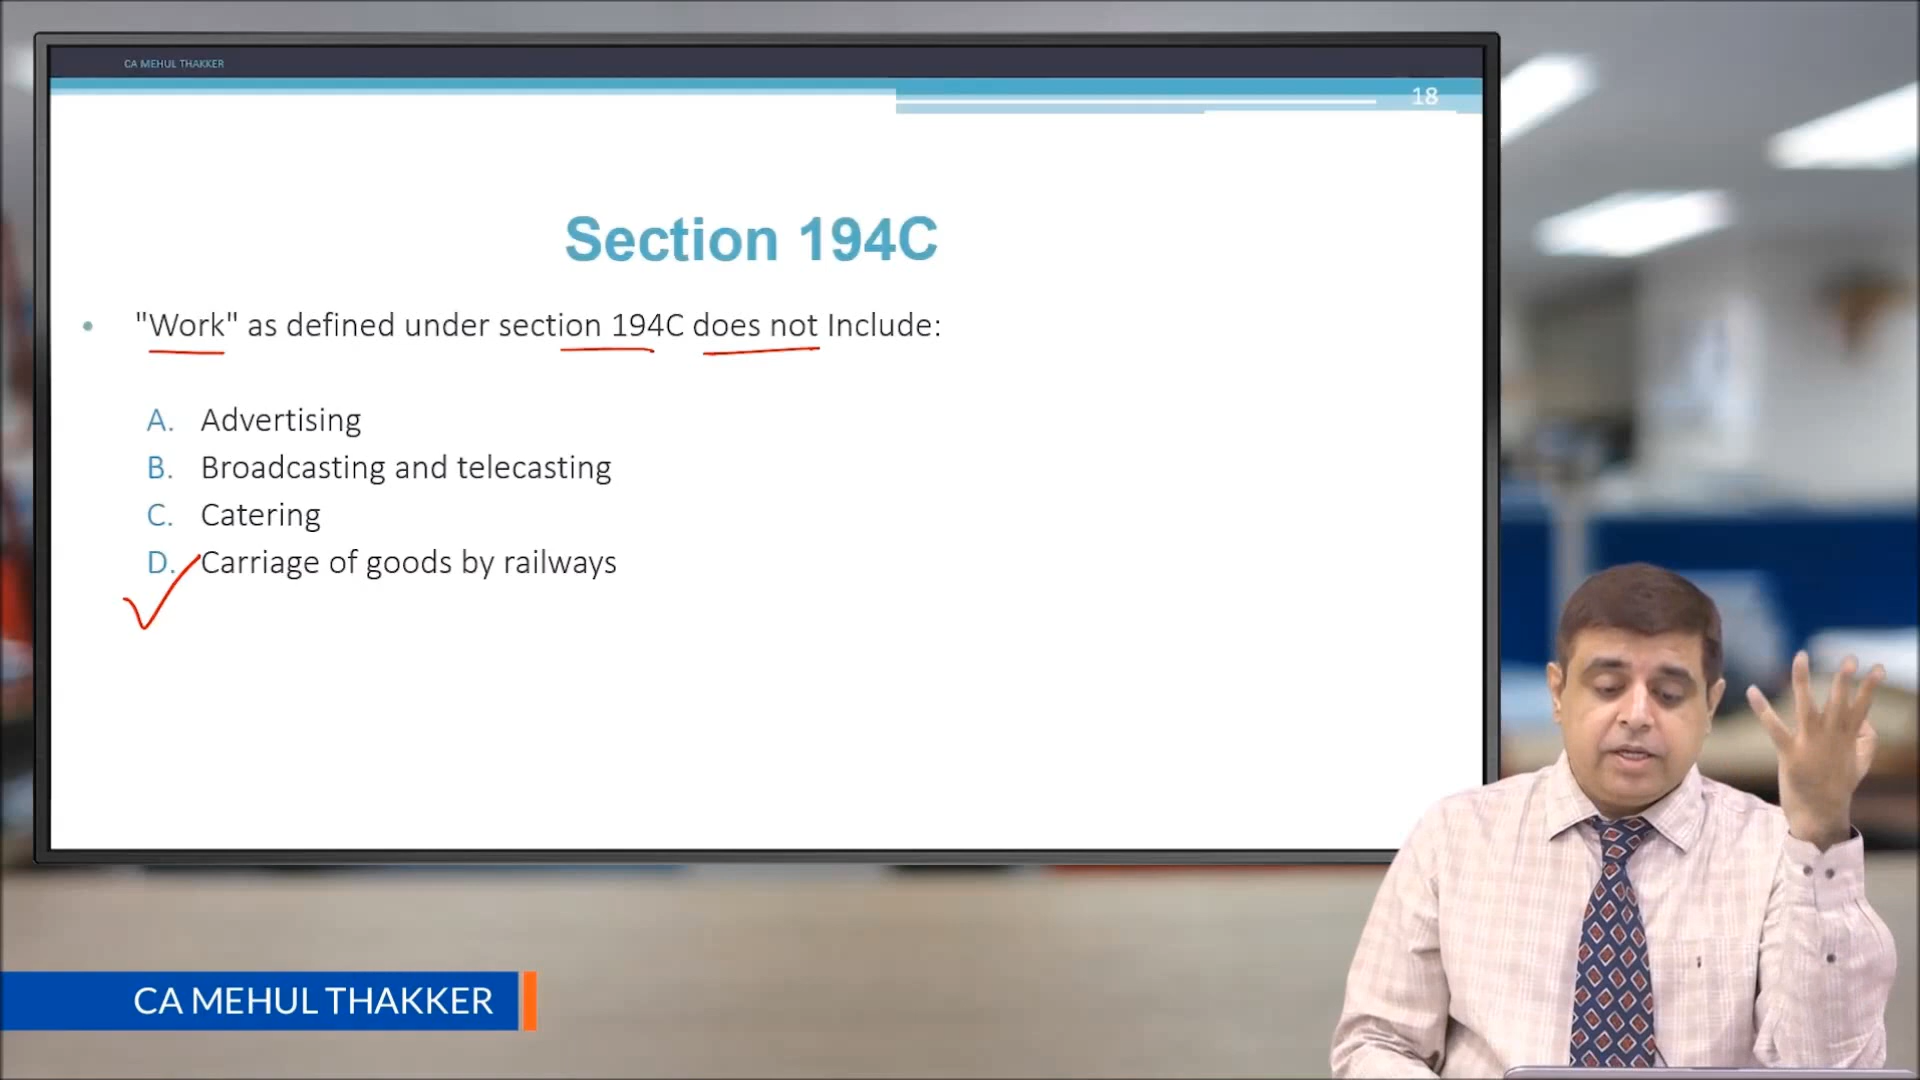 CA MEHUL THAKKER
18
Section 194C
• "Work" as defined under section 194C does not Include:
A. Advertising
B. Broadcasting and telecasting
C. Catering
D. Carriage of goods by railways
CA MEHUL THAKKER